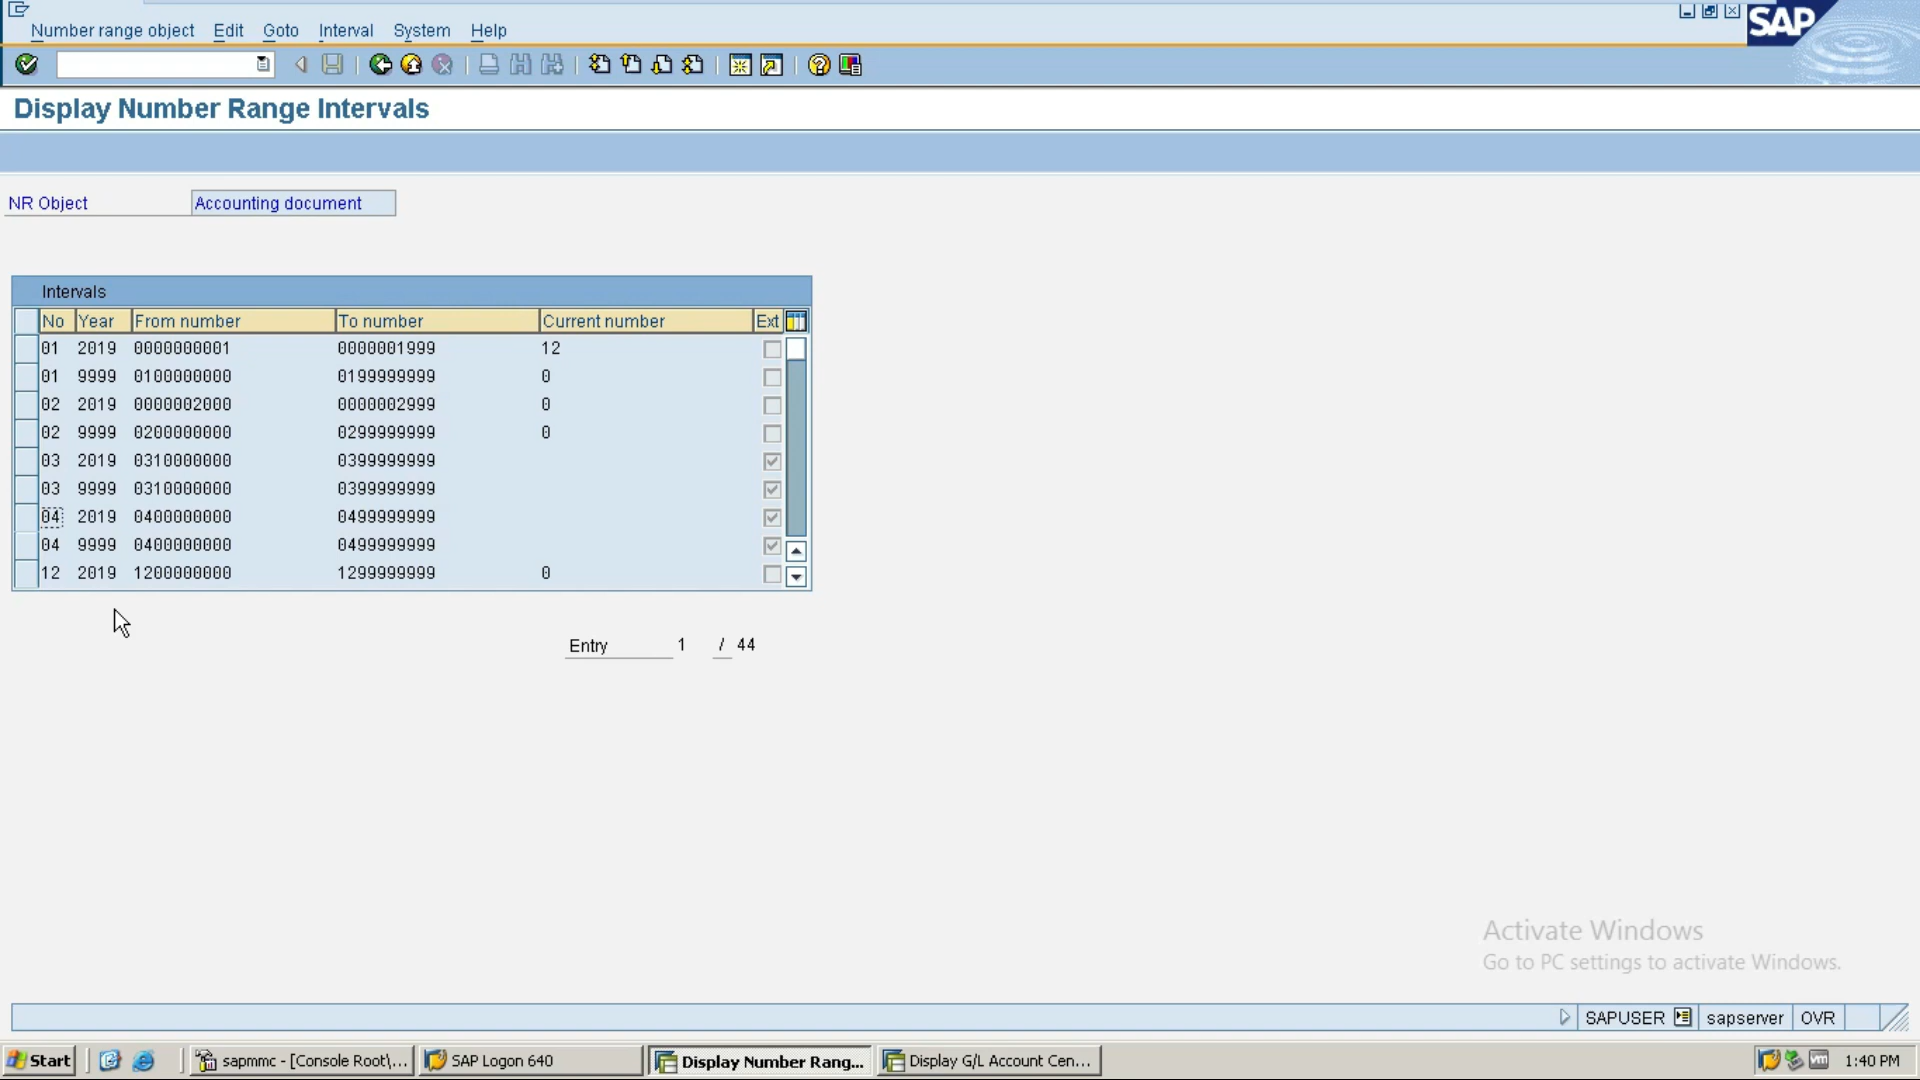 Number range object Edit Goto Interval System Help
SAP
Display Number Range Intervals
NR Object Accounting document
Intervals
No Year From number To number Current number Ext
01 2019 0000000001 0000001999 12
01 9999 0100000000 0199999999 0
02 2019 0000002000 0000002999 0
02 9999 0200000000 0299999999 0
03 2019 0310000000 0399999999
03 9999 0310000000 0399999999
04 2019 0400000000 0499999999
04 9999 0400000000 0499999999
12 2019 1200000000 1299999999 0
Entry 1 / 44
Activate Windows
Go to PC settings to activate Windows.
SAPUSER sapserver OVR
Start sapmmc - [Console Root\... SAP Logon 640 Display Number Rang... Display G/L Account Cen... vm 1:40 PM